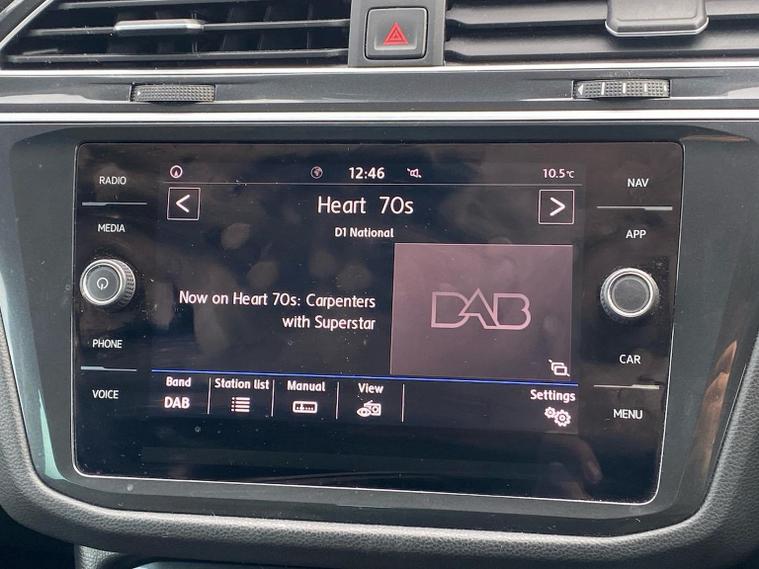 RADIO
MEDIA
PHONE
VOICE
12:46
10.5°C
Heart 70s
D1 National
Now on Heart 70s: Carpenters
with Superstar
DAB
Band
DAB
Station list
Manual
View
Settings
NAV
APP
CAR
MENU